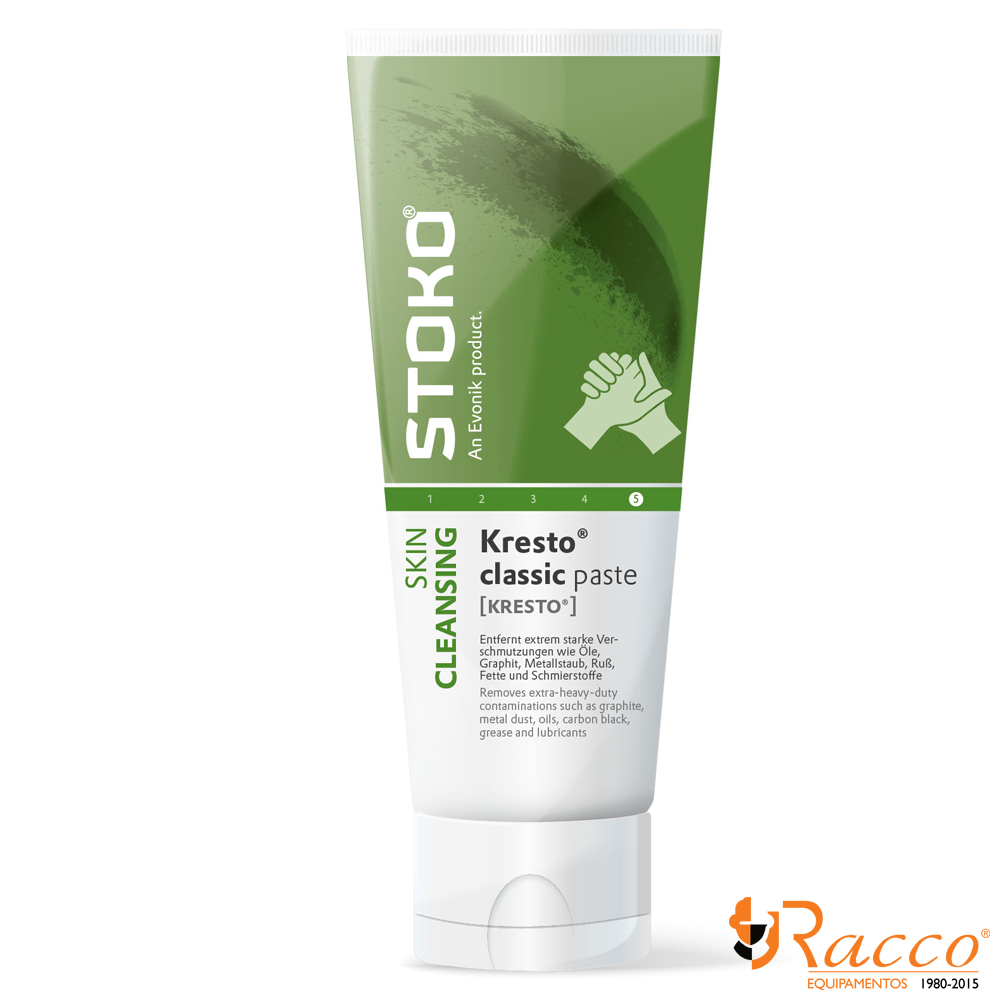 STOKO®
An Evonik product.
1 2 3 4 5
SKIN
CLEANSING
Kresto®
classic paste
[KRESTO®]
Entfernt extrem starke Ver-
schmutzungen wie Öle,
Graphit, Metallstaub, Ruß,
Fette und Schmierstoffe
Removes extra-heavy-duty
contaminations such as graphite,
metal dust, oils, carbon black,
grease and lubricants
Racco®
EQUIPAMENTOS 1980-2015